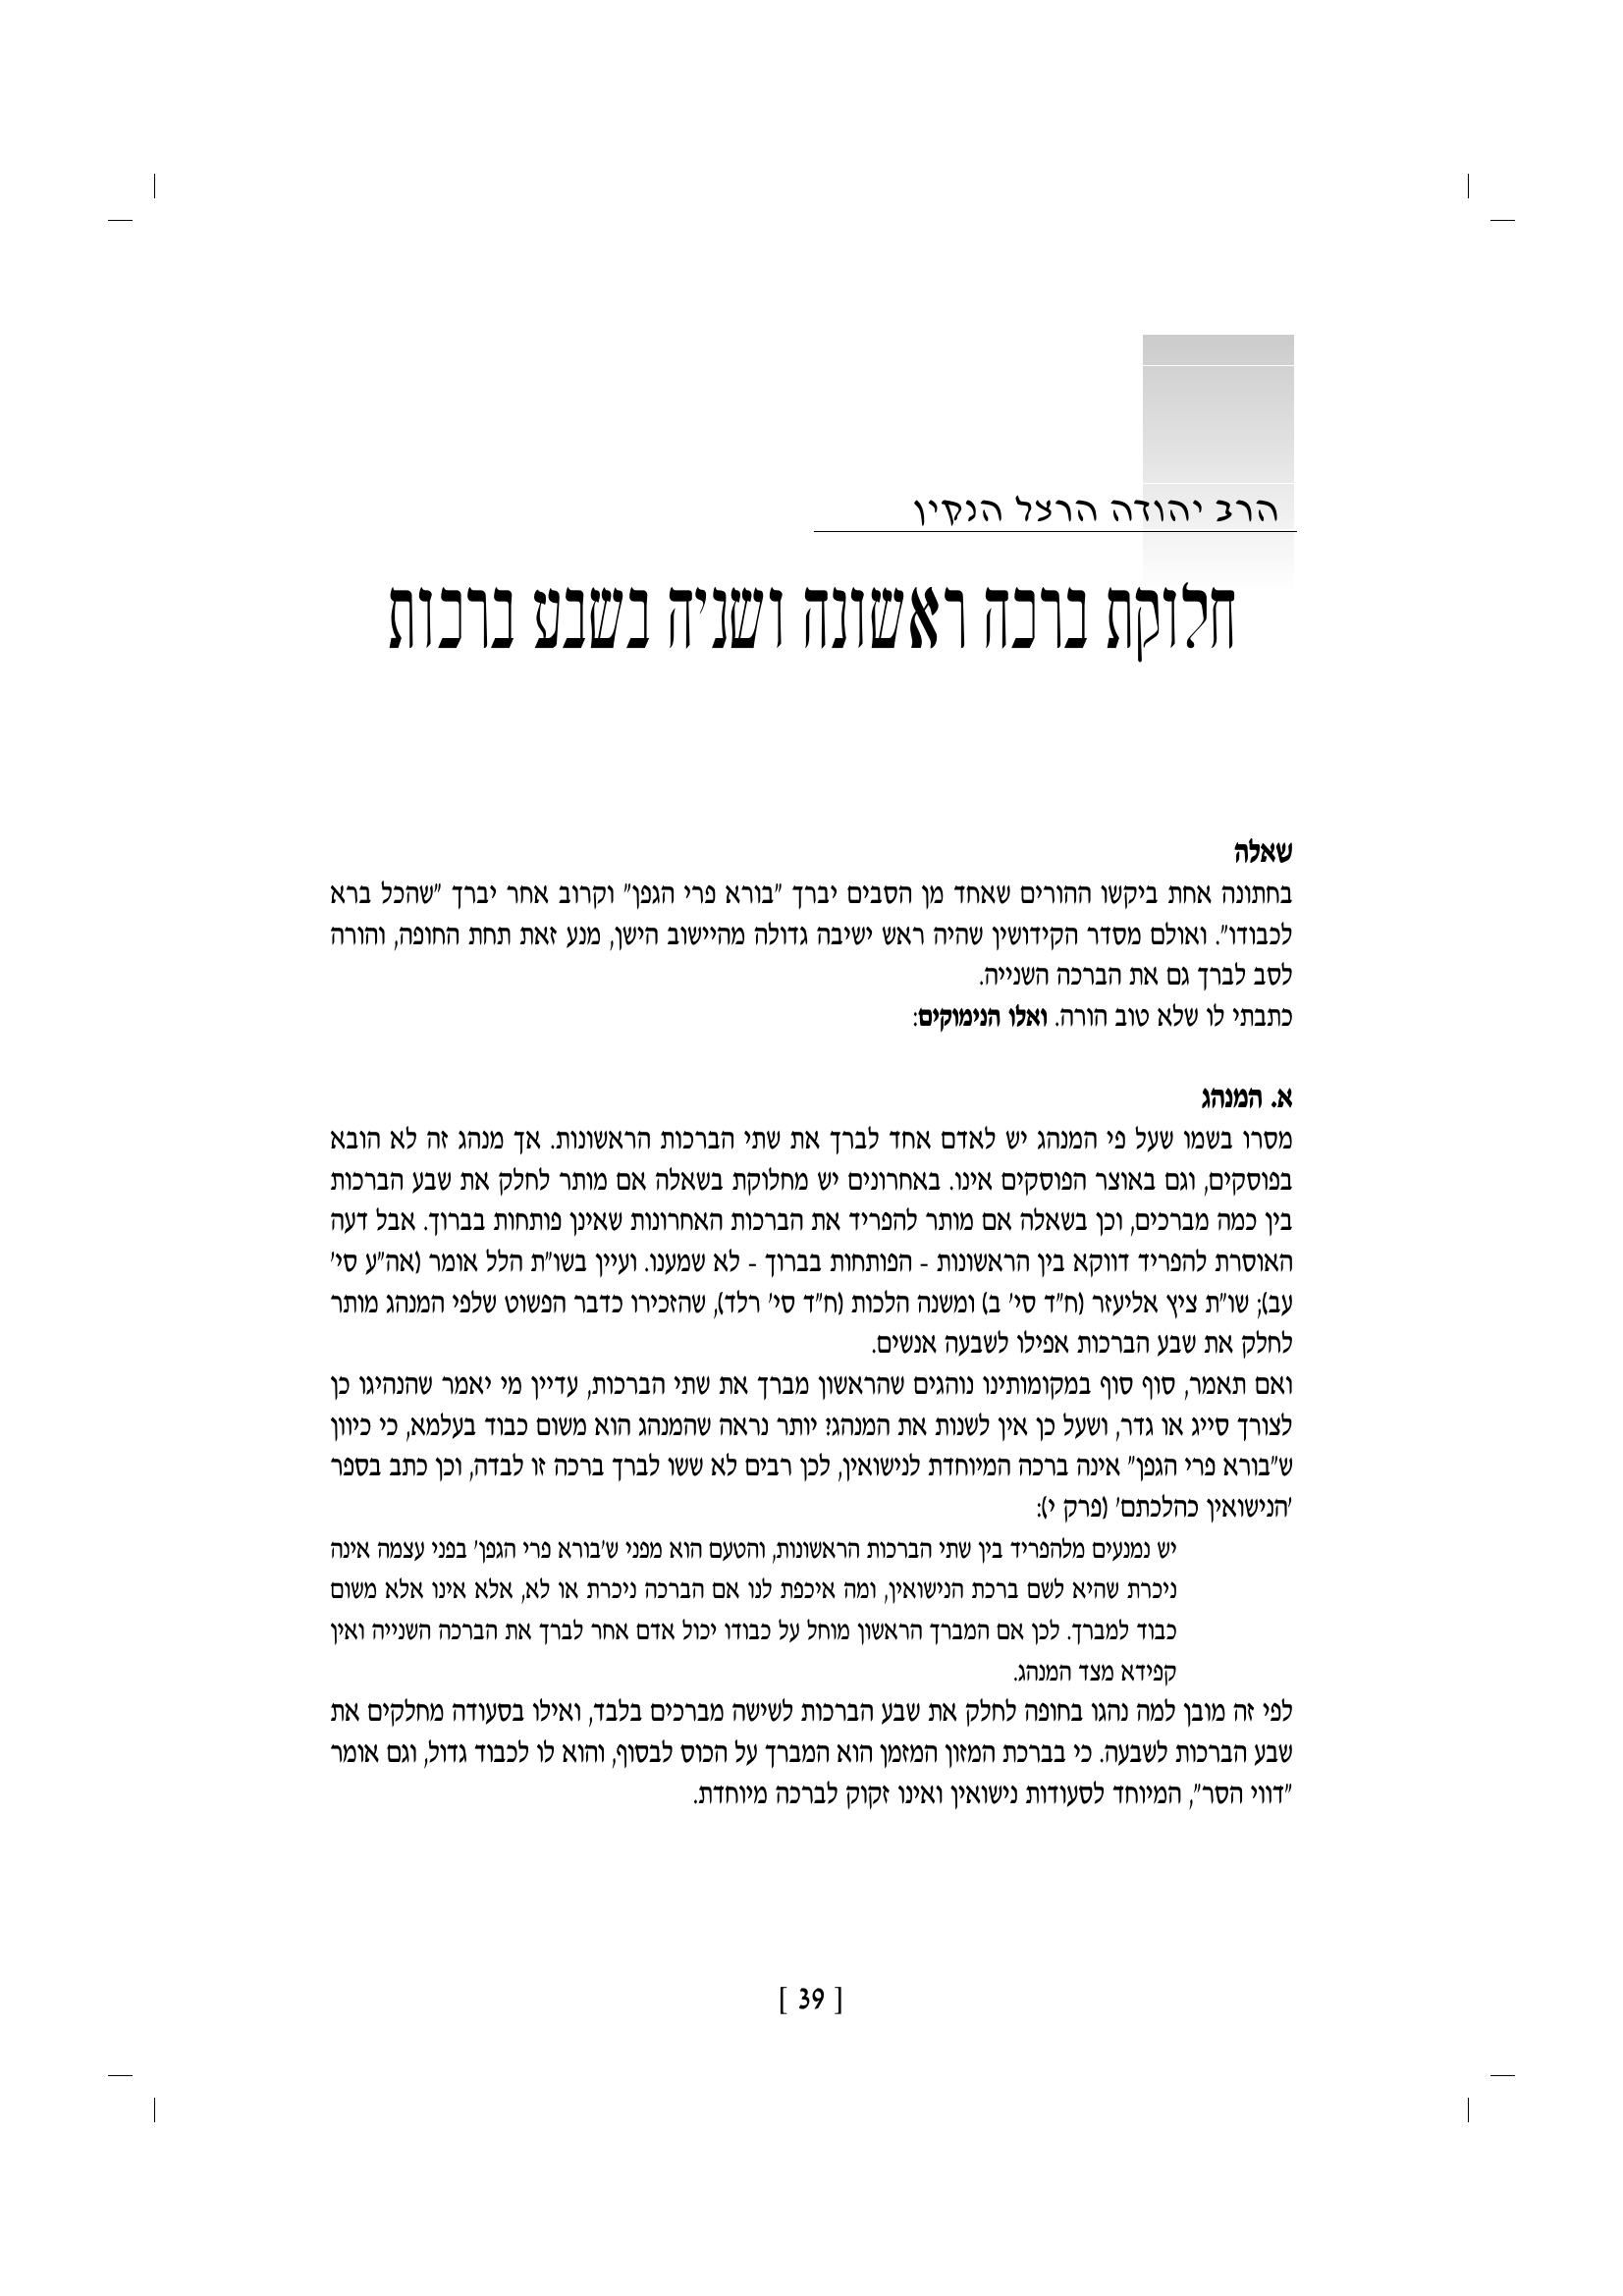 הרב יהודה הרצל הנקין
חלוקת ברכה ראשונה ושניה בשבע ברכות
שאלה
בחתונה אחת ביקשו ההורים שאחד מן הסבים יברך "בורא פרי הגפן" וקרוב אחר יברך "שהכל ברא
לכבודו". ואולם מסדר הקידושין שהיה ראש ישיבה גדולה מהיישוב הישן, מנע זאת תחת החופה, והורה
לסב לברך גם את הברכה השנייה.
כתבתי לו שלא טוב הורה. ואלו הנימוקים:
א. המנהג
מסרו בשמו שעל פי המנהג יש לאדם אחד לברך את שתי הברכות הראשונות. אך מנהג זה לא הובא
בפוסקים, וגם באוצר הפוסקים אינו. באחרונים יש מחלוקת בשאלה אם מותר לחלק את שבע הברכות
בין כמה מברכים, וכן בשאלה אם מותר להפריד את הברכות האחרונות שאינן פותחות בברוך. אבל דעה
האוסרת להפריד דווקא בין הראשונות - הפותחות בברוך - לא שמענו. ועיין בשו"ת הלל אומר (אה"ע סי'
עב); שו"ת ציץ אליעזר (ח"ד סי' ב) ומשנה הלכות (ח"ד סי' רלד), שהזכירו כדבר הפשוט שלפי המנהג מותר
לחלק את שבע הברכות אפילו לשבעה אנשים.
ואם תאמר, סוף סוף במקומותינו נוהגים שהראשון מברך את שתי הברכות, עדיין מי יאמר שהנהיגו כן
לצורך סייג או גדר, ושעל כן אין לשנות את המנהג? יותר נראה שהמנהג הוא משום כבוד בעלמא, כי כיוון
ש"בורא פרי הגפן" אינה ברכה המיוחדת לנישואין, לכן רבים לא ששו לברך ברכה זו לבדה, וכן כתב בספר
'הנישואין כהלכתם' (פרק י):
יש נמנעים מלהפריד בין שתי הברכות הראשונות, והטעם הוא מפני ש'בורא פרי הגפן' בפני עצמה אינה
ניכרת שהיא לשם ברכת הנישואין, ומה איכפת לנו אם הברכה ניכרת או לא, אלא אינו אלא משום
כבוד למברך. לכן אם המברך הראשון מוחל על כבודו יכול אדם אחר לברך את הברכה השנייה ואין
קפידא מצד המנהג.
לפי זה מובן למה נהגו בחופה לחלק את שבע הברכות לשישה מברכים בלבד, ואילו בסעודה מחלקים את
שבע הברכות לשבעה. כי בברכת המזון המזמן הוא המברך על הכוס לבסוף, והוא לו לכבוד גדול, וגם אומר
"דווי הסר", המיוחד לסעודות נישואין ואינו זקוק לברכה מיוחדת.
[ 39 ]